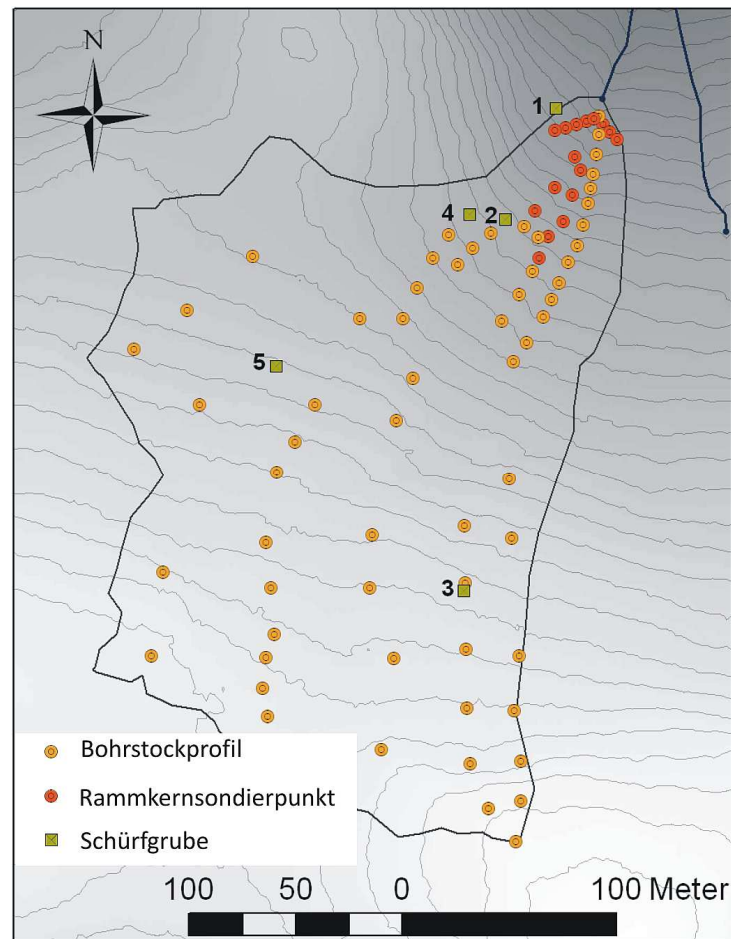 N
1
4 2
5
3
Bohrstockprofil
Rammkernsondierpunkt
Schürfgrube
100 50 0 100 Meter